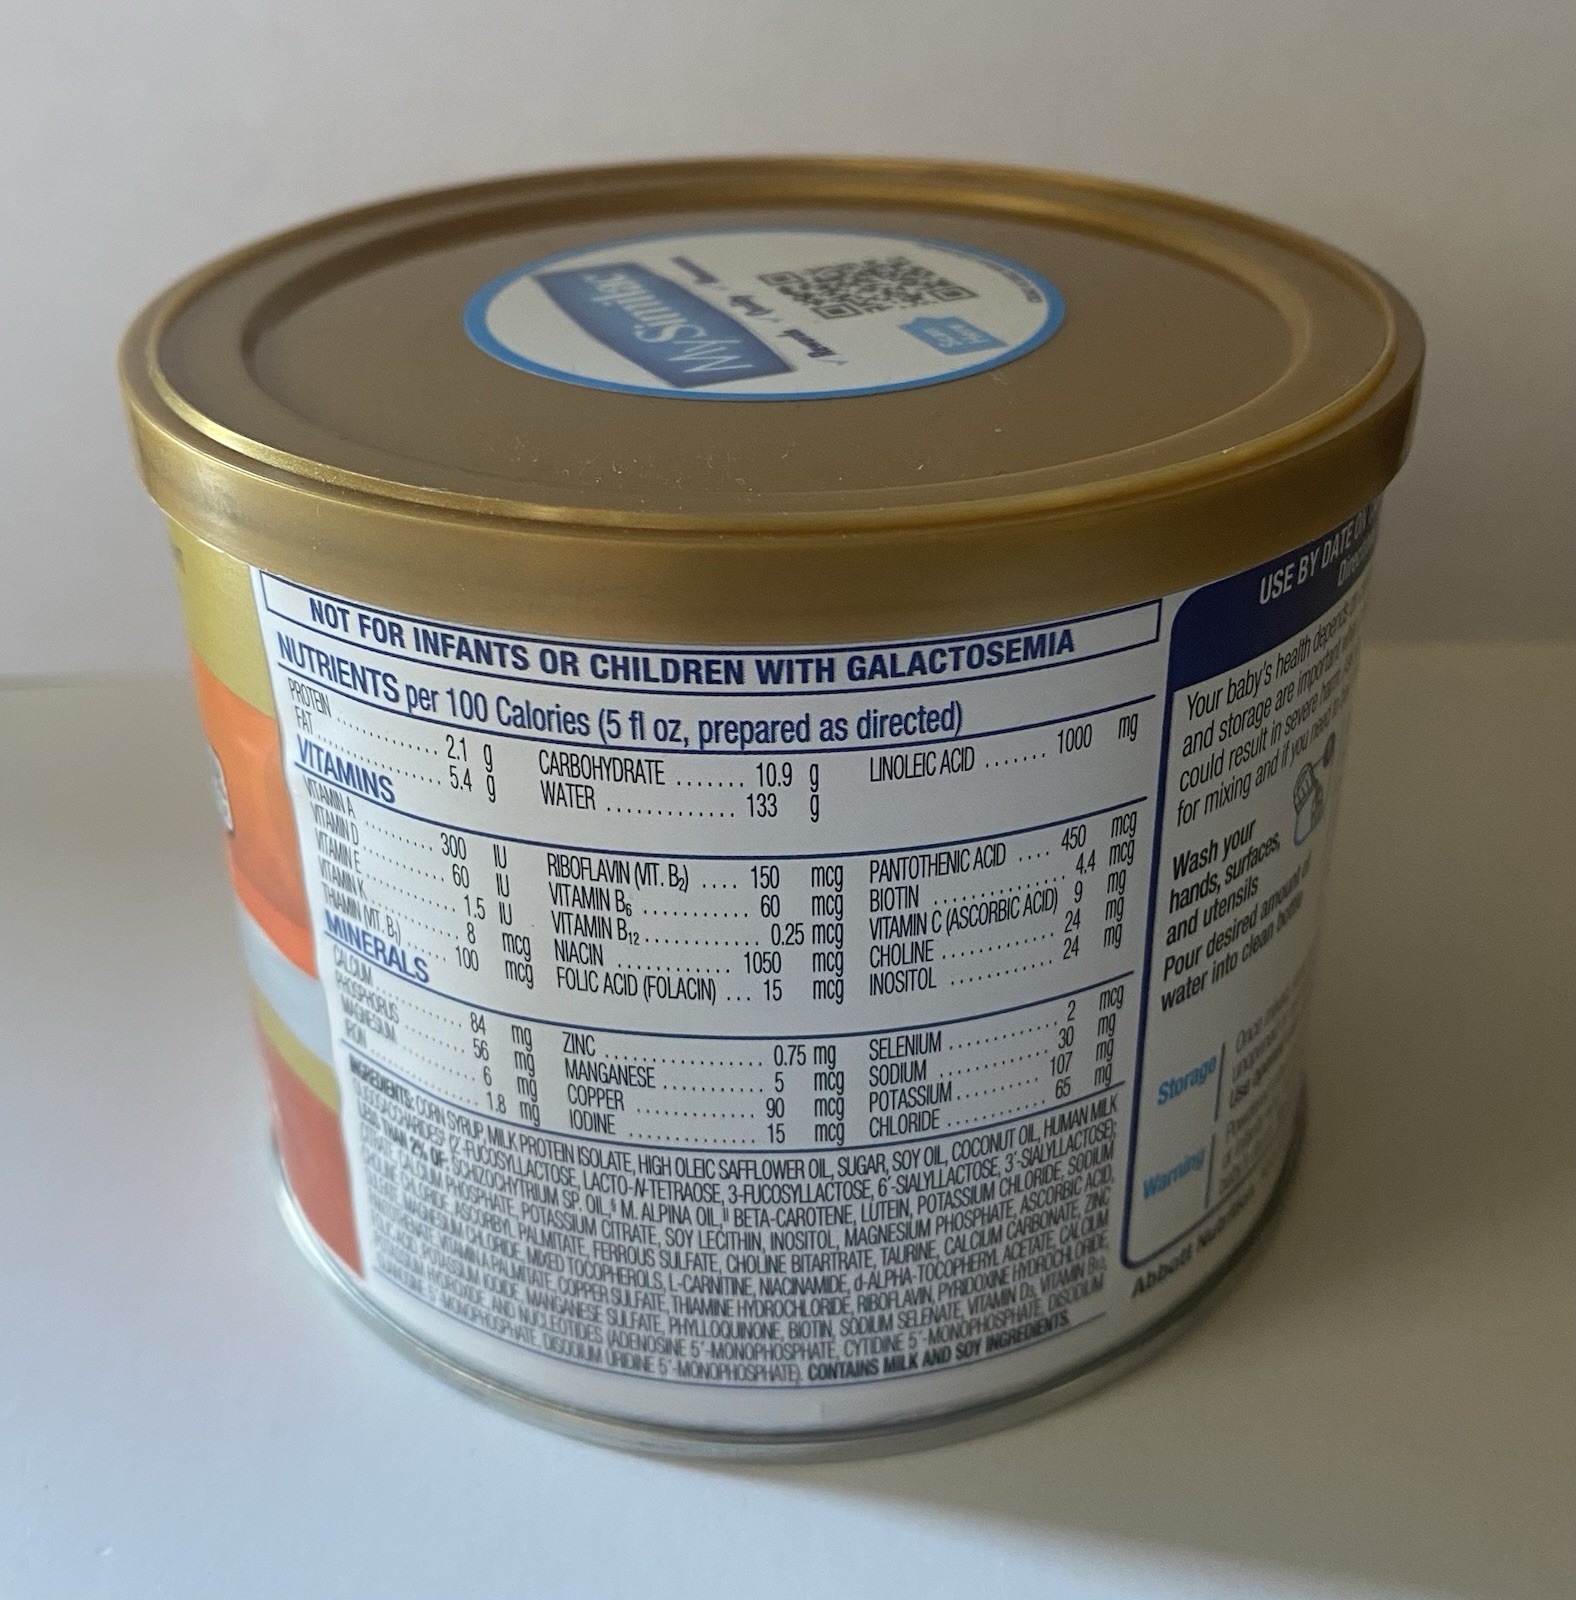 MySimilac
NOT FOR INFANTS OR CHILDREN WITH GALACTOSEMIA
NUTRIENTS per 100 Calories (5 fl oz, prepared as directed)
PROTEIN ............. 2.1 g CARBOHYDRATE ....... 10.9 g LINOLEIC ACID ....... 1000 mg
FAT ............... 5.4 g WATER ............. 133 g
VITAMINS
VITAMIN A ......... 300 IU RIBOFLAVIN (VIT. B2) .... 150 mcg PANTOTHENIC ACID .... 450 mcg
VITAMIN D ......... 60 IU VITAMIN B6 ........... 60 mcg BIOTIN ............. 4.4 mcg
VITAMIN E ......... 1.5 IU VITAMIN B12 ............ 0.25 mcg VITAMIN C (ASCORBIC ACID) 9 mg
VITAMIN K ......... 8 mcg NIACIN ............ 1050 mcg CHOLINE ........... 24 mg
THIAMIN (VIT. B1) ..... 100 mcg FOLIC ACID (FOLACIN) ... 15 mcg INOSITOL .......... 24 mg
MINERALS
CALCIUM ......... 84 mg ZINC ................ 0.75 mg SELENIUM ........... 2 mcg
PHOSPHORUS ....... 56 mg MANGANESE .......... 5 mcg SODIUM ............ 30 mg
MAGNESIUM ........ 6 mg COPPER ............ 90 mcg POTASSIUM .......... 107 mg
IRON ............ 1.8 mg IODINE ............. 15 mcg CHLORIDE .......... 65 mg
INGREDIENTS: CORN SYRUP, MILK PROTEIN ISOLATE, HIGH OLEIC SAFFLOWER OIL, SUGAR, SOY OIL, COCONUT OIL, HUMAN MILK
OLIGOSACCHARIDES (2´-FUCOSYLLACTOSE, LACTO-N-TETRAOSE, 3-FUCOSYLLACTOSE, 6´-SIALYLLACTOSE, 3´-SIALYLLACTOSE);
LESS THAN 2% OF: SCHIZOCHYTRIUM SP. OIL,§ M. ALPINA OIL,|| BETA-CAROTENE, LUTEIN, POTASSIUM CHLORIDE, SODIUM
CITRATE, CALCIUM PHOSPHATE, POTASSIUM CITRATE, SOY LECITHIN, INOSITOL, MAGNESIUM PHOSPHATE, ASCORBIC ACID,
CHOLINE CHLORIDE, ASCORBYL PALMITATE, FERROUS SULFATE, CHOLINE BITARTRATE, TAURINE, CALCIUM CARBONATE, ZINC
SULFATE, MAGNESIUM CHLORIDE, MIXED TOCOPHEROLS, L-CARNITINE, NIACINAMIDE, d-ALPHA-TOCOPHERYL ACETATE, CALCIUM
PANTOTHENATE, VITAMIN A PALMITATE, COPPER SULFATE, THIAMINE HYDROCHLORIDE, RIBOFLAVIN, PYRIDOXINE HYDROCHLORIDE,
FOLIC ACID, POTASSIUM IODIDE, MANGANESE SULFATE, PHYLLOQUINONE, BIOTIN, SODIUM SELENATE, VITAMIN D3, VITAMIN B12,
POTASSIUM HYDROXIDE, AND NUCLEOTIDES (ADENOSINE 5´-MONOPHOSPHATE, CYTIDINE 5´-MONOPHOSPHATE, DISODIUM
GUANOSINE 5´-MONOPHOSPHATE, DISODIUM URIDINE 5´-MONOPHOSPHATE). CONTAINS MILK AND SOY INGREDIENTS.
USE BY DATE ON
Your baby's health depends
and storage are important
could result in severe harm.
for mixing and if you need to
Wash your
hands, surfaces,
and utensils
Pour desired amount of
water into clean bottle
Storage
Once
Use
Warning
Abbott